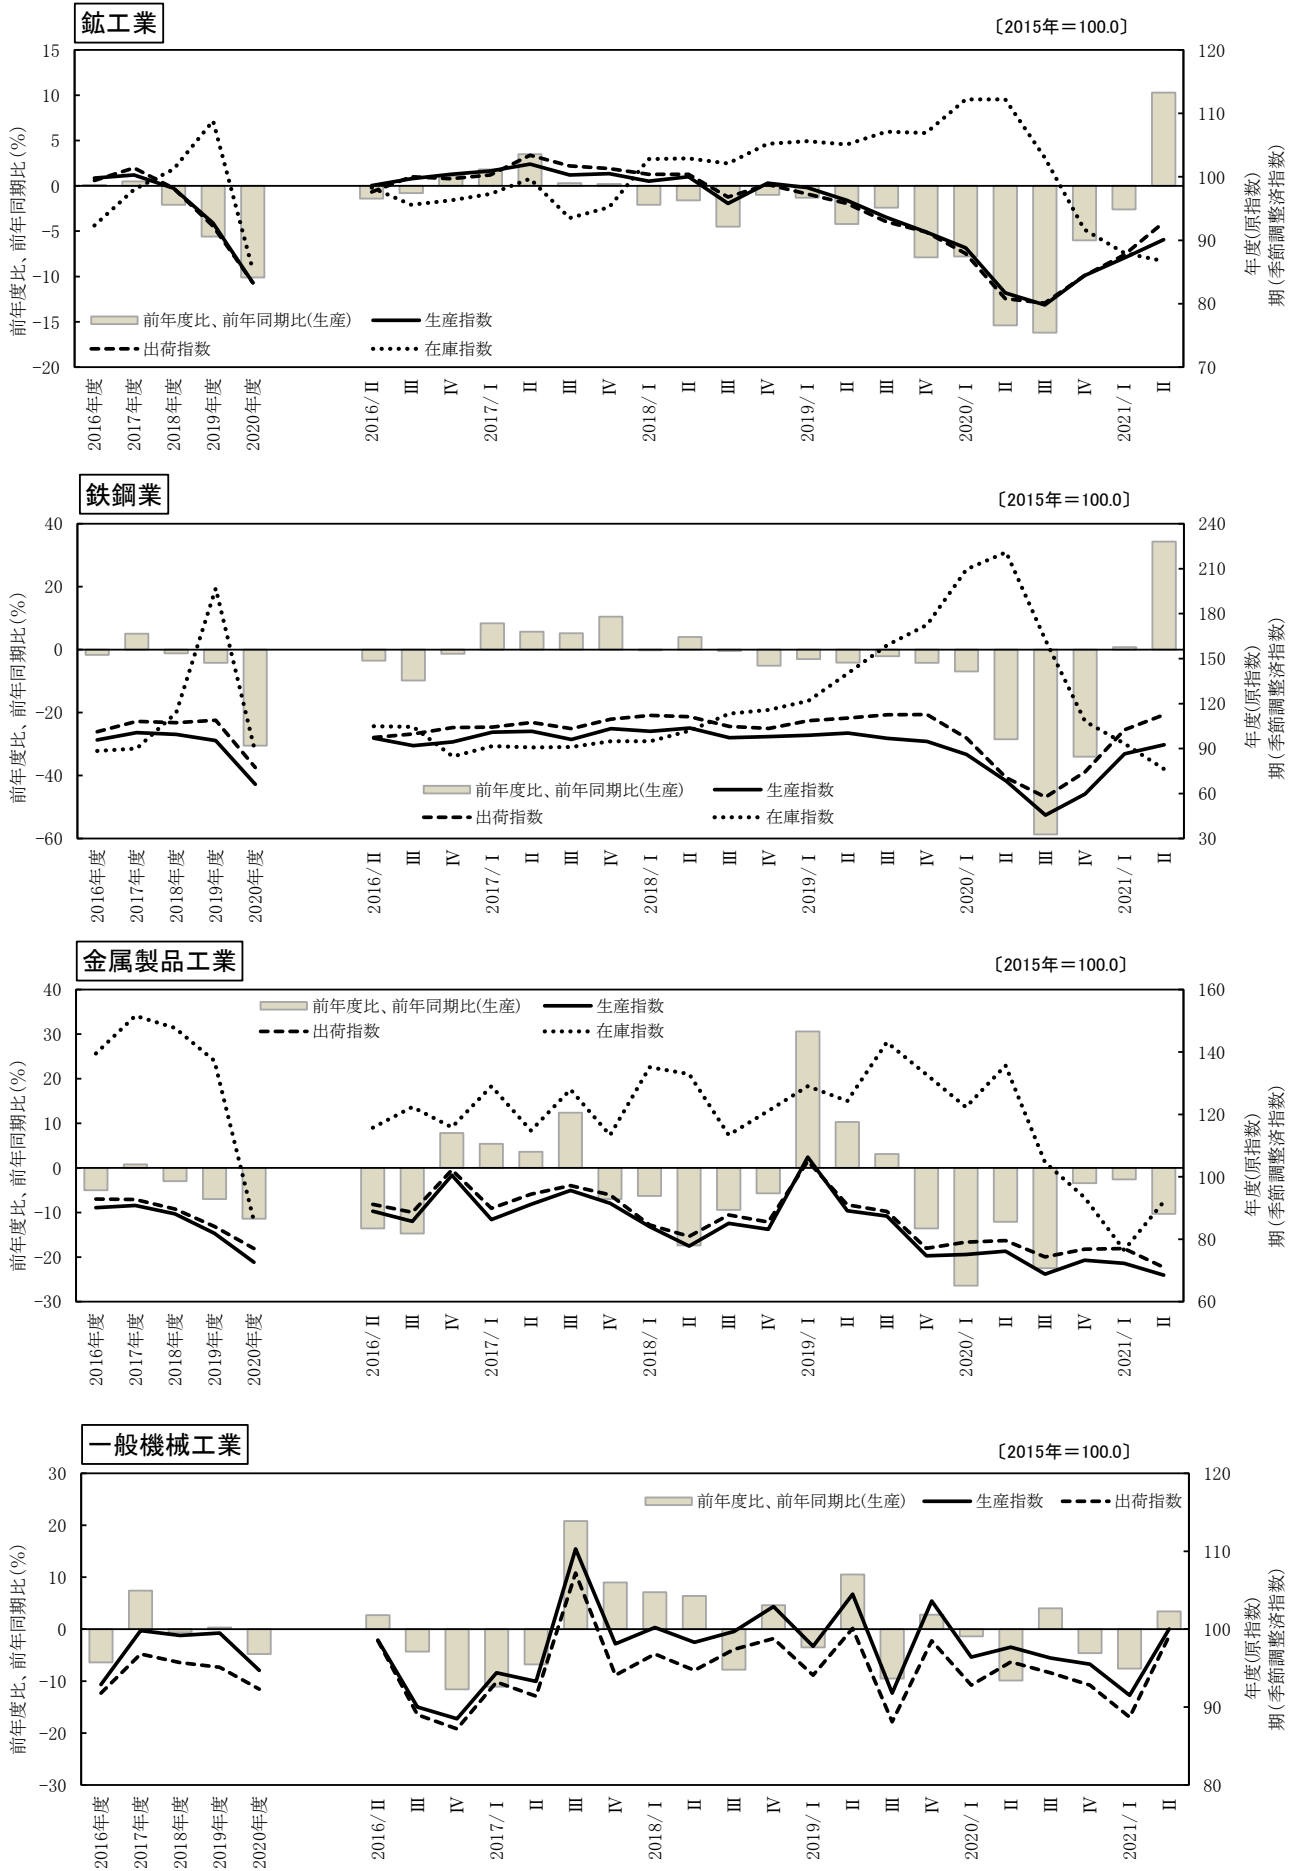 鉱工業
〔2015年＝100.0〕
前年度比、前年同期比(%)
15
10
5
0
−5
−10
−15
−20
120
110
100
90
80
70
年度(原指数)
期(季節調整済指数)
前年度比、前年同期比(生産)
生産指数
出荷指数
在庫指数
2016年度
2017年度
2018年度
2019年度
2020年度
2016/Ⅱ
Ⅲ
Ⅳ
2017/Ⅰ
Ⅱ
Ⅲ
Ⅳ
2018/Ⅰ
Ⅱ
Ⅲ
Ⅳ
2019/Ⅰ
Ⅱ
Ⅲ
Ⅳ
2020/Ⅰ
Ⅱ
Ⅲ
Ⅳ
2021/Ⅰ
Ⅱ
鉄鋼業
〔2015年＝100.0〕
前年度比、前年同期比(%)
40
20
0
−20
−40
−60
240
210
180
150
120
90
60
30
年度(原指数)
期(季節調整済指数)
前年度比、前年同期比(生産)
生産指数
出荷指数
在庫指数
2016年度
2017年度
2018年度
2019年度
2020年度
2016/Ⅱ
Ⅲ
Ⅳ
2017/Ⅰ
Ⅱ
Ⅲ
Ⅳ
2018/Ⅰ
Ⅱ
Ⅲ
Ⅳ
2019/Ⅰ
Ⅱ
Ⅲ
Ⅳ
2020/Ⅰ
Ⅱ
Ⅲ
Ⅳ
2021/Ⅰ
Ⅱ
金属製品工業
〔2015年＝100.0〕
前年度比、前年同期比(%)
40
30
20
10
0
−10
−20
−30
160
140
120
100
80
60
年度(原指数)
期(季節調整済指数)
前年度比、前年同期比(生産)
生産指数
出荷指数
在庫指数
2016年度
2017年度
2018年度
2019年度
2020年度
2016/Ⅱ
Ⅲ
Ⅳ
2017/Ⅰ
Ⅱ
Ⅲ
Ⅳ
2018/Ⅰ
Ⅱ
Ⅲ
Ⅳ
2019/Ⅰ
Ⅱ
Ⅲ
Ⅳ
2020/Ⅰ
Ⅱ
Ⅲ
Ⅳ
2021/Ⅰ
Ⅱ
一般機械工業
〔2015年＝100.0〕
前年度比、前年同期比(%)
30
20
10
0
−10
−20
−30
120
110
100
90
80
年度(原指数)
期(季節調整済指数)
前年度比、前年同期比(生産)
生産指数
出荷指数
2016年度
2017年度
2018年度
2019年度
2020年度
2016/Ⅱ
Ⅲ
Ⅳ
2017/Ⅰ
Ⅱ
Ⅲ
Ⅳ
2018/Ⅰ
Ⅱ
Ⅲ
Ⅳ
2019/Ⅰ
Ⅱ
Ⅲ
Ⅳ
2020/Ⅰ
Ⅱ
Ⅲ
Ⅳ
2021/Ⅰ
Ⅱ